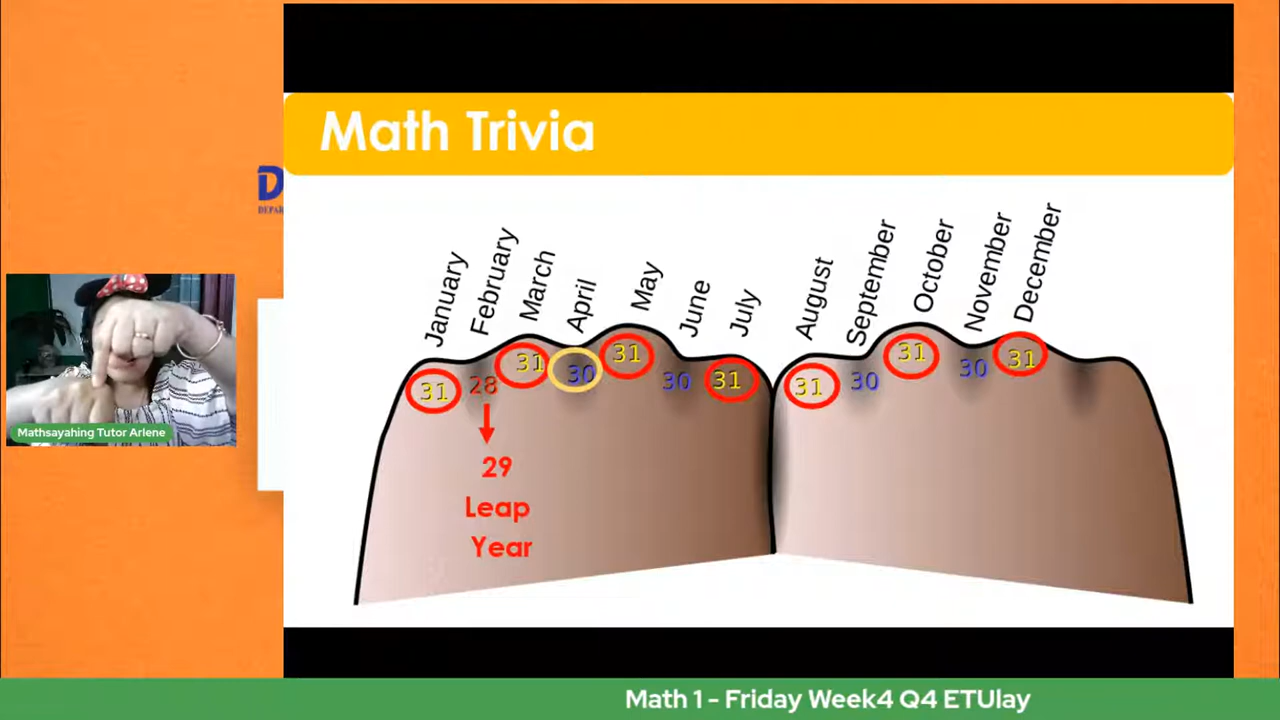 Math Trivia
January
February
March
April
May
June
July
August
September
October
November
December
31
28
31
30
31
30
31
31
30
31
30
31
29
Leap
Year
D
Mathsayahing Tutor Arlene
Math 1 - Friday Week4 Q4 ETUlay